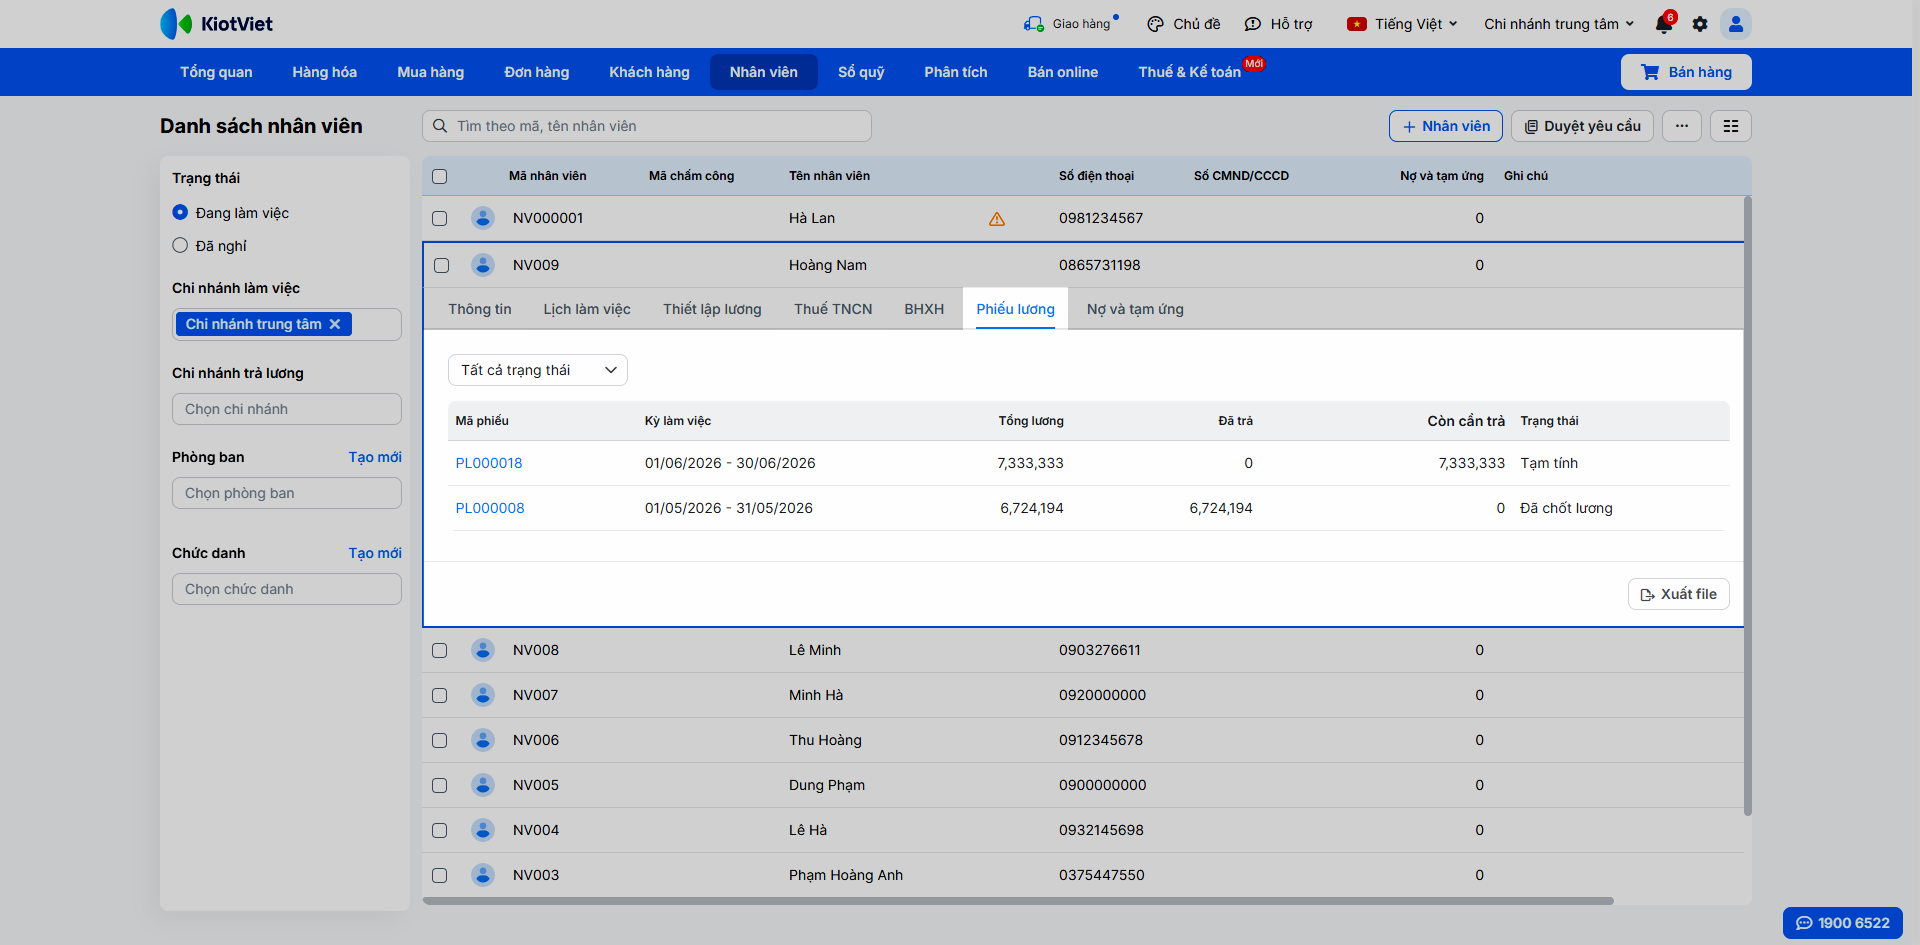 KiotViet
Giao hàng
Chủ đề
Hỗ trợ
Tiếng Việt
Chi nhánh trung tâm
6
Tổng quan
Hàng hóa
Mua hàng
Đơn hàng
Khách hàng
Nhân viên
Sổ quỹ
Phân tích
Bán online
Thuế & Kế toán
Mới
Bán hàng
Danh sách nhân viên
Tìm theo mã, tên nhân viên
Nhân viên
Duyệt yêu cầu
Trạng thái
Đang làm việc
Đã nghỉ
Chi nhánh làm việc
Chi nhánh trung tâm
Chi nhánh trả lương
Chọn chi nhánh
Phòng ban Tạo mới
Chọn phòng ban
Chức danh Tạo mới
Chọn chức danh
Mã nhân viên Mã chấm công Tên nhân viên Số điện thoại Số CMND/CCCD Nợ và tạm ứng Ghi chú
NV000001 Hà Lan 0981234567 0
NV009 Hoàng Nam 0865731198 0
Thông tin Lịch làm việc Thiết lập lương Thuế TNCN BHXH Phiếu lương Nợ và tạm ứng
Tất cả trạng thái
Mã phiếu Kỳ làm việc Tổng lương Đã trả Còn cần trả Trạng thái
PL000018 01/06/2026 - 30/06/2026 7,333,333 0 7,333,333 Tạm tính
PL000008 01/05/2026 - 31/05/2026 6,724,194 6,724,194 0 Đã chốt lương
Xuất file
NV008 Lê Minh 0903276611 0
NV007 Minh Hà 0920000000 0
NV006 Thu Hoàng 0912345678 0
NV005 Dung Phạm 0900000000 0
NV004 Lê Hà 0932145698 0
NV003 Phạm Hoàng Anh 0375447550 0
1900 6522